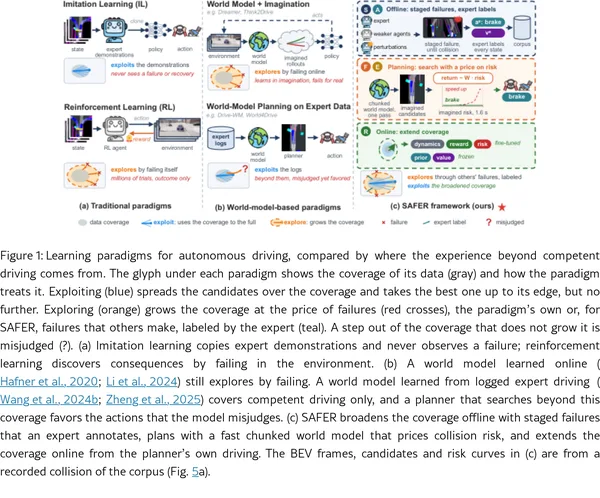 Imitation Learning (IL)
clone
state
expert
demonstrations
policy
action
exploits the demonstrations
never sees a failure or recovery
Reinforcement Learning (RL)
action
reward
state
RL agent
environment
explores by failing itself
millions of trials, outcome only
(a) Traditional paradigms
World Model + Imagination
e.g. Dreamer, Think2Drive
acts
environment
world
model
imagined
rollouts
policy
explores by failing online
learns in imagination, fails for real
World-Model Planning on Expert Data
e.g. Drive-WM, World4Drive
expert
logs
world
model
planner
action
exploits the logs
beyond them, misjudged yet favored
(b) World-model-based paradigms
Offline: staged failures, expert labels
expert
weaker agents
perturbations
staged failure,
until collision
a*: brake
v*
expert labels
every state
corpus
Planning: search with a price on risk
chunked
world model,
one pass
imagined
candidates
return − W · risk
speed up
brake
imagined risk, 1.6 s
brake
Online: extend coverage
dynamics
reward
risk
fine-tuned
prior
value
frozen
explores through others' failures, labeled
exploits the broadened coverage
(c) SAFER framework (ours)
data coverage
exploit: uses the coverage to the full
explore: grows the coverage
failure
expert label
? misjudged
Figure 1: Learning paradigms for autonomous driving, compared by where the experience beyond competent
driving comes from. The glyph under each paradigm shows the coverage of its data (gray) and how the paradigm
treats it. Exploiting (blue) spreads the candidates over the coverage and takes the best one up to its edge, but no
further. Exploring (orange) grows the coverage at the price of failures (red crosses), the paradigm's own or, for
SAFER, failures that others make, labeled by the expert (teal). A step out of the coverage that does not grow it is
misjudged (?). (a) Imitation learning copies expert demonstrations and never observes a failure; reinforcement
learning discovers consequences by failing in the environment. (b) A world model learned online (
Hafner et al., 2020; Li et al., 2024) still explores by failing. A world model learned from logged expert driving (
Wang et al., 2024b; Zheng et al., 2025) covers competent driving only, and a planner that searches beyond this
coverage favors the actions that the model misjudges. (c) SAFER broadens the coverage offline with staged failures
that an expert annotates, plans with a fast chunked world model that prices collision risk, and extends the
coverage online from the planner's own driving. The BEV frames, candidates and risk curves in (c) are from a
recorded collision of the corpus (Fig. 5a).